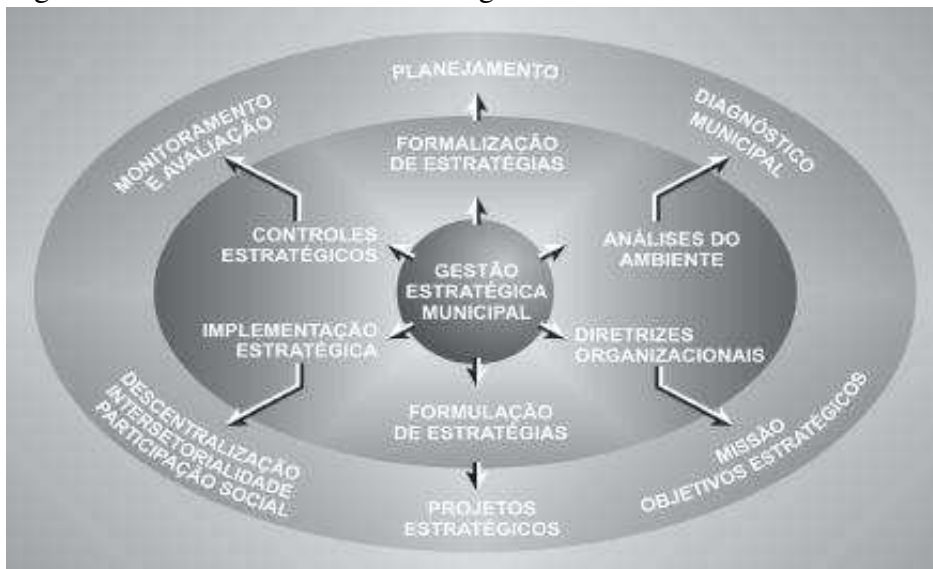 PLANEJAMENTO
MONITORAMENTO
E AVALIAÇÃO
DIAGNÓSTICO
MUNICIPAL
FORMALIZAÇÃO
DE ESTRATÉGIAS
CONTROLES
ESTRATÉGICOS
ANÁLISES DO
AMBIENTE
GESTÃO
ESTRATÉGICA
MUNICIPAL
IMPLEMENTAÇÃO
ESTRATÉGICA
DIRETRIZES
ORGANIZACIONAIS
FORMULAÇÃO
DE ESTRATÉGIAS
DESCENTRALIZAÇÃO
INTERSETORIALIDADE
PARTICIPAÇÃO SOCIAL
MISSÃO
OBJETIVOS ESTRATÉGICOS
PROJETOS
ESTRATÉGICOS